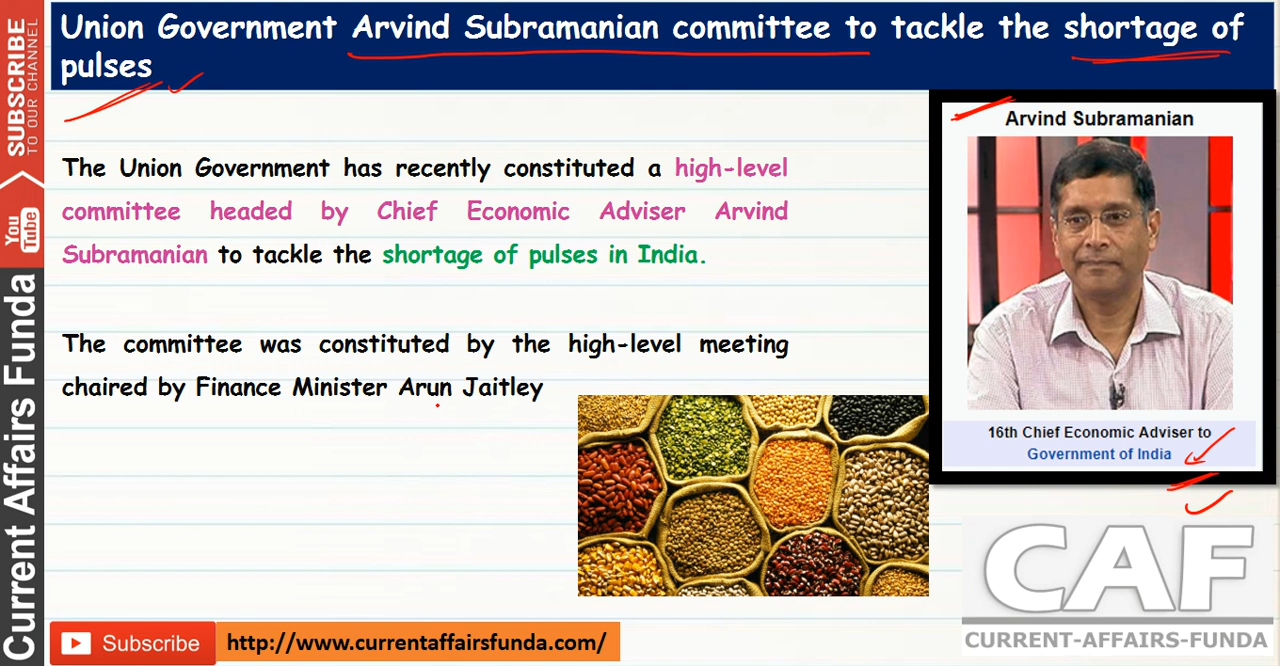 Union Government Arvind Subramanian committee to tackle the shortage of
pulses
SUBSCRIBE
TO OUR CHANNEL
You
Tube
Current Affairs Funda
The Union Government has recently constituted a high-level
committee headed by Chief Economic Adviser Arvind
Subramanian to tackle the shortage of pulses in India.
The committee was constituted by the high-level meeting
chaired by Finance Minister Arun Jaitley
Arvind Subramanian
16th Chief Economic Adviser to
Government of India
CAF
CURRENT-AFFAIRS-FUNDA
Subscribe
http://www.currentaffairsfunda.com/